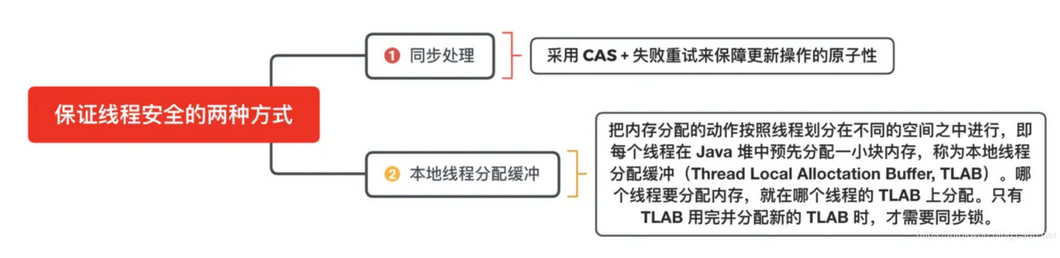 保证线程安全的两种方式
1 同步处理
采用 CAS + 失败重试来保障更新操作的原子性
2 本地线程分配缓冲
把内存分配的动作按照线程划分在不同的空间之中进行，即
每个线程在 Java 堆中预先分配一小块内存，称为本地线程
分配缓冲（Thread Local Alloctation Buffer, TLAB）。哪
个线程要分配内存，就在哪个线程的 TLAB 上分配。只有
TLAB 用完并分配新的 TLAB 时，才需要同步锁。